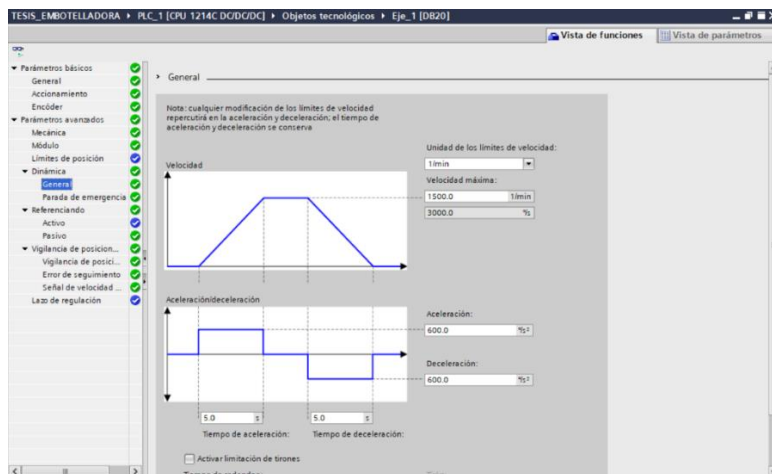 TESIS_EMBOTELLADORA ▸ PLC_1 [CPU 1214C DC/DC/DC] ▸ Objetos tecnológicos ▸ Eje_1 [DB20]
Vista de funciones
Vista de parámetros
Parámetros básicos
General
Accionamiento
Encóder
Parámetros avanzados
Mecánica
Módulo
Límites de posición
Dinámica
General
Parada de emergencia
Referenciando
Activo
Pasivo
Vigilancia de posicion...
Vigilancia de posici...
Error de seguimiento
Señal de velocidad ...
Lazo de regulación
General
Nota: cualquier modificación de los límites de velocidad
repercutirá en la aceleración y deceleración; el tiempo de
aceleración y deceleración se conserva
Unidad de los límites de velocidad:
1/min
Velocidad
Velocidad máxima:
1500.0 1/min
3000.0 °/s
Aceleración/deceleración
Aceleración:
600.0 °/s²
Deceleración:
600.0 °/s²
5.0 s
5.0 s
Tiempo de aceleración:
Tiempo de deceleración:
Activar limitación de tirones